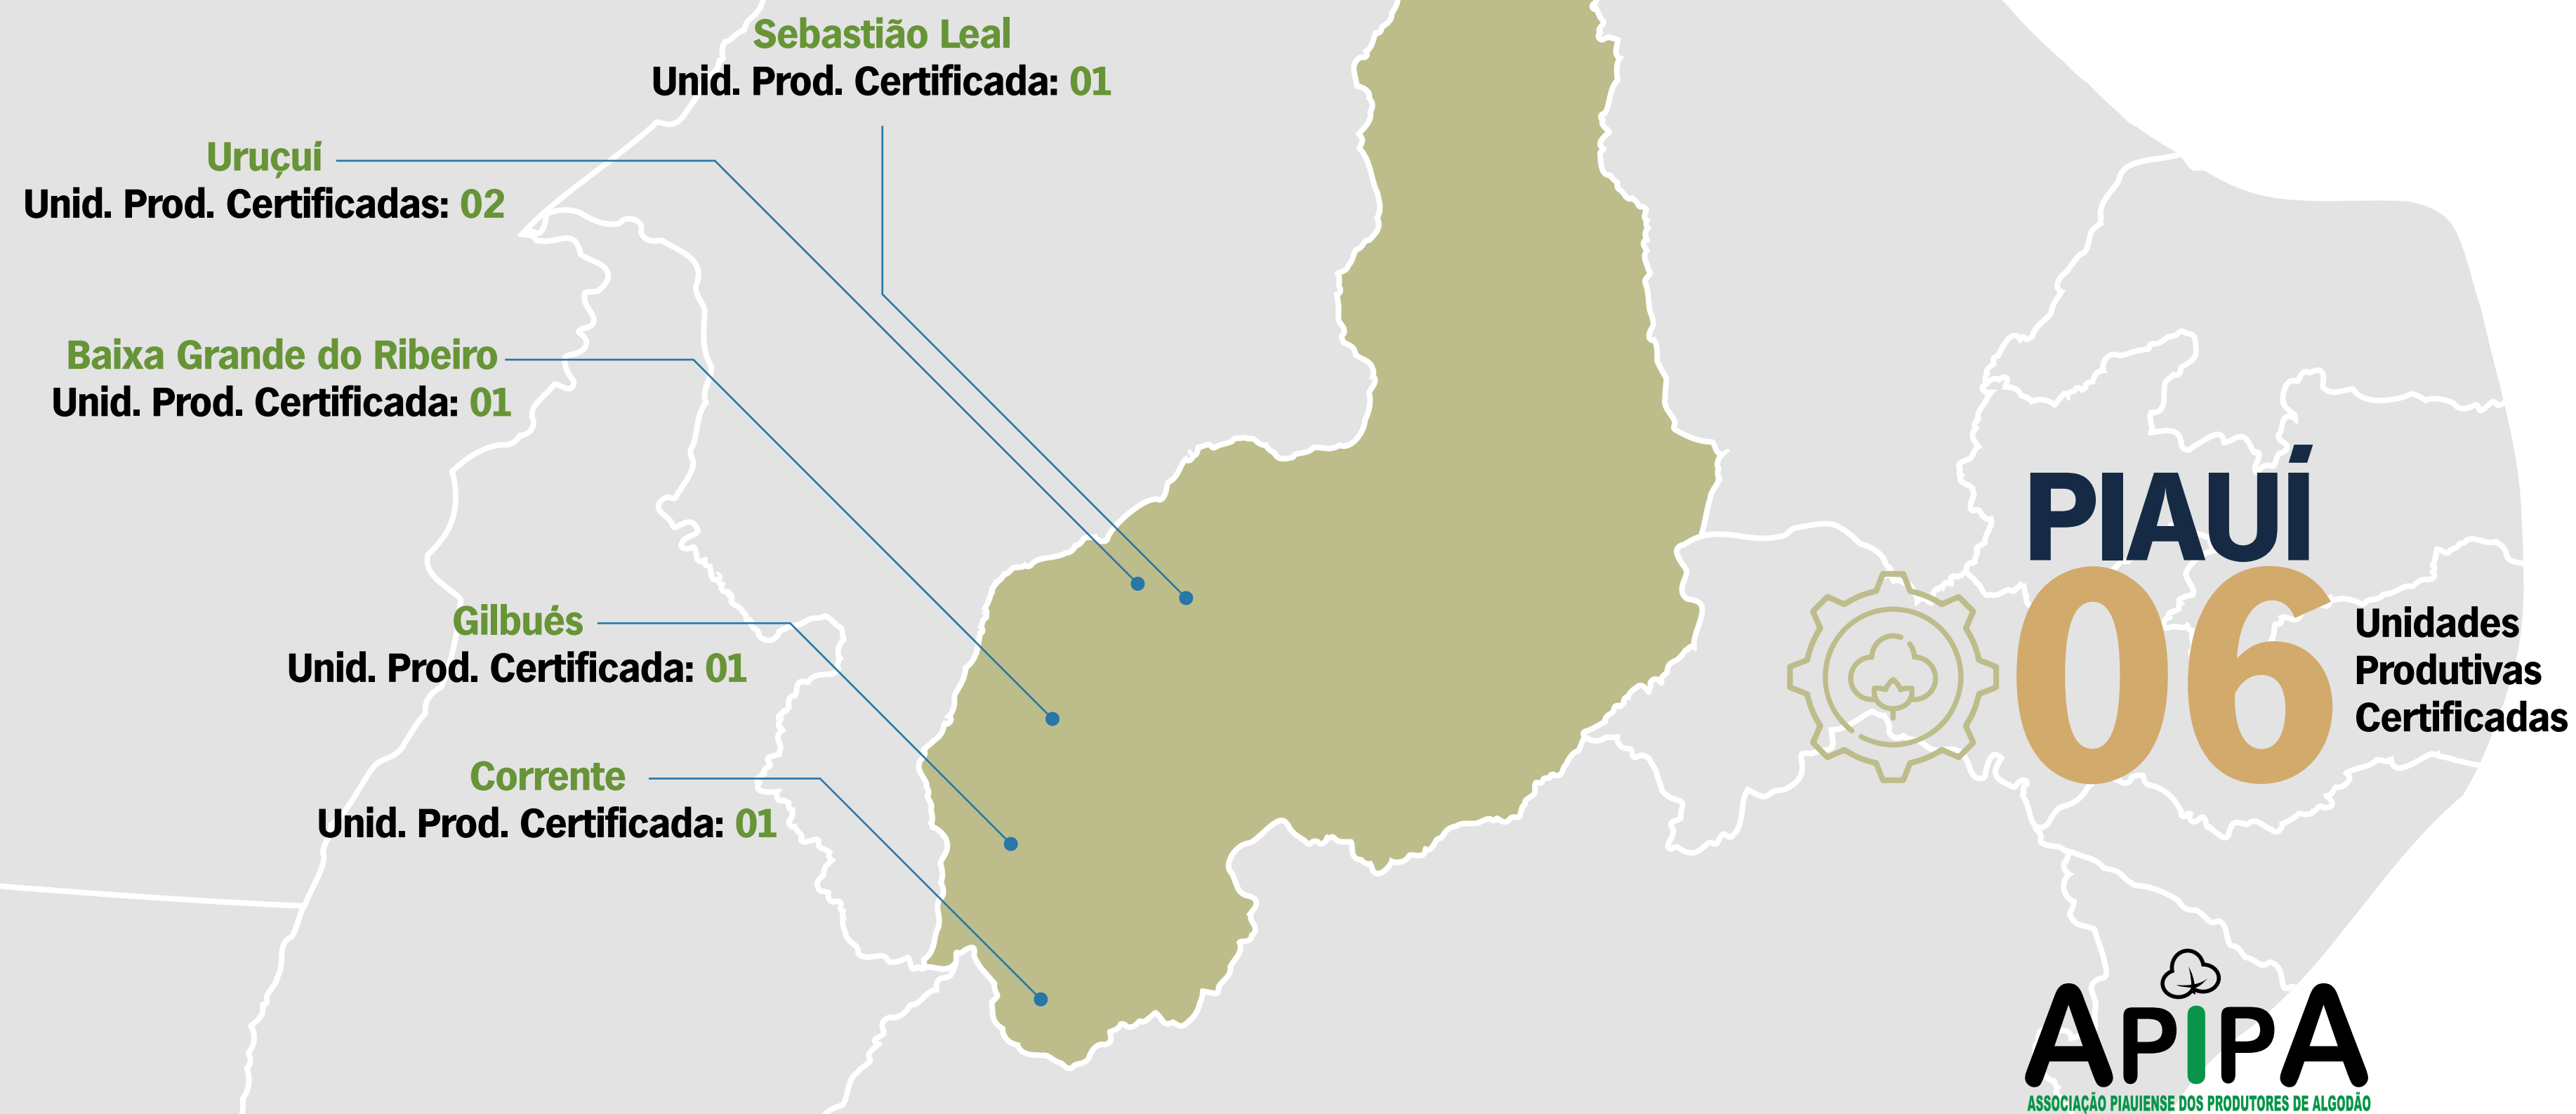 Sebastião Leal
Unid. Prod. Certificada: 01
Uruçuí
Unid. Prod. Certificadas: 02
Baixa Grande do Ribeiro
Unid. Prod. Certificada: 01
Gilbués
Unid. Prod. Certificada: 01
Corrente
Unid. Prod. Certificada: 01
PIAUÍ
06
Unidades
Produtivas
Certificadas
APIPA
ASSOCIAÇÃO PIAUIENSE DOS PRODUTORES DE ALGODÃO